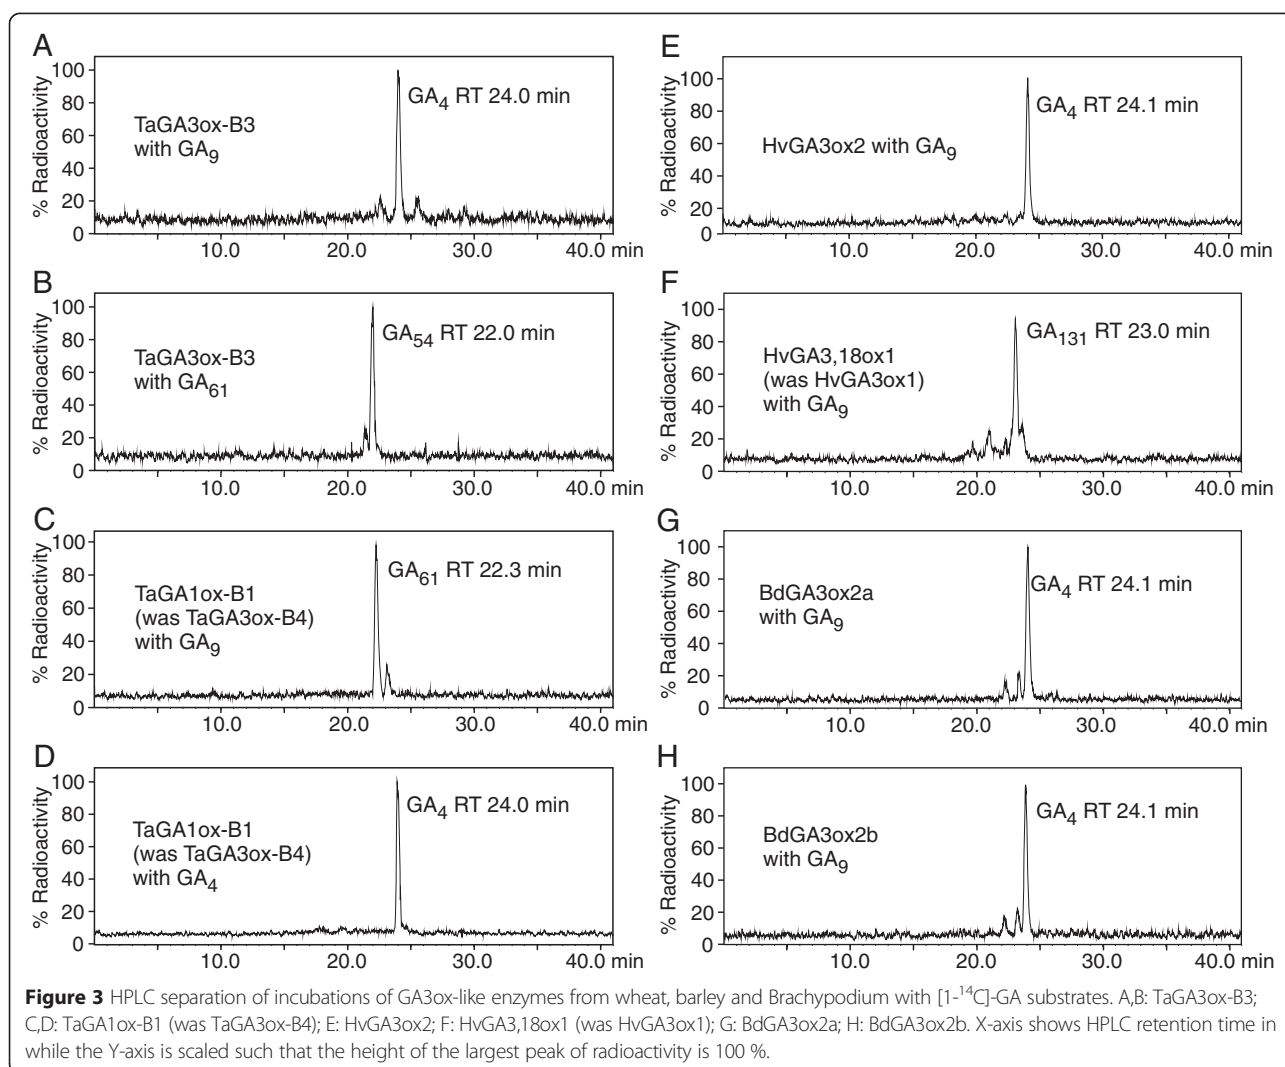 A
% Radioactivity
100
80
60
40
20
0
TaGA3ox-B3
with GA9
GA4 RT 24.0 min
10.0 20.0 30.0 40.0 min
B
% Radioactivity
100
80
60
40
20
0
TaGA3ox-B3
with GA61
GA54 RT 22.0 min
10.0 20.0 30.0 40.0 min
C
% Radioactivity
100
80
60
40
20
0
TaGA1ox-B1
(was TaGA3ox-B4)
with GA9
GA61 RT 22.3 min
10.0 20.0 30.0 40.0 min
D
% Radioactivity
100
80
60
40
20
0
TaGA1ox-B1
(was TaGA3ox-B4)
with GA4
GA4 RT 24.0 min
10.0 20.0 30.0 40.0 min
E
% Radioactivity
100
80
60
40
20
0
HvGA3ox2 with GA9
GA4 RT 24.1 min
10.0 20.0 30.0 40.0 min
F
% Radioactivity
100
80
60
40
20
0
HvGA3,18ox1
(was HvGA3ox1)
with GA9
GA131 RT 23.0 min
10.0 20.0 30.0 40.0 min
G
% Radioactivity
100
80
60
40
20
0
BdGA3ox2a
with GA9
GA4 RT 24.1 min
10.0 20.0 30.0 40.0 min
H
% Radioactivity
100
80
60
40
20
0
BdGA3ox2b
with GA9
GA4 RT 24.1 min
10.0 20.0 30.0 40.0 min
Figure 3 HPLC separation of incubations of GA3ox-like enzymes from wheat, barley and Brachypodium with [1-14C]-GA substrates. A,B: TaGA3ox-B3;
C,D: TaGA1ox-B1 (was TaGA3ox-B4); E: HvGA3ox2; F: HvGA3,18ox1 (was HvGA3ox1); G: BdGA3ox2a; H: BdGA3ox2b. X-axis shows HPLC retention time in
while the Y-axis is scaled such that the height of the largest peak of radioactivity is 100 %.